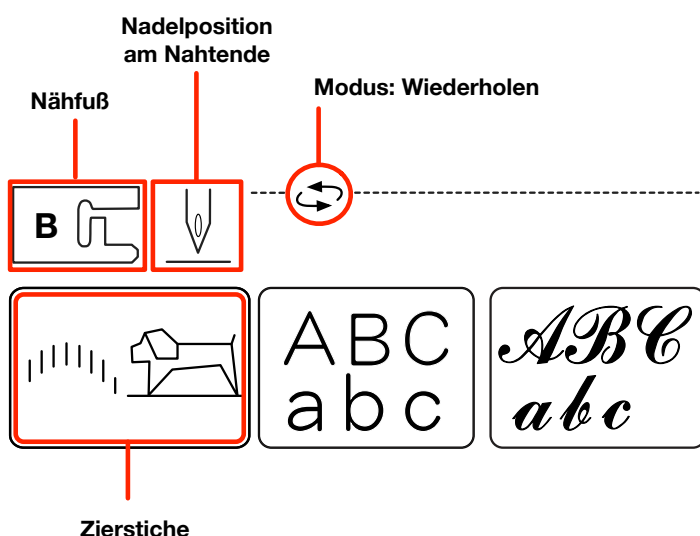 Nadelposition
am Nahtende
Modus: Wiederholen
Nähfuß
B
ABC
abc
ABC
abc
Zierstiche